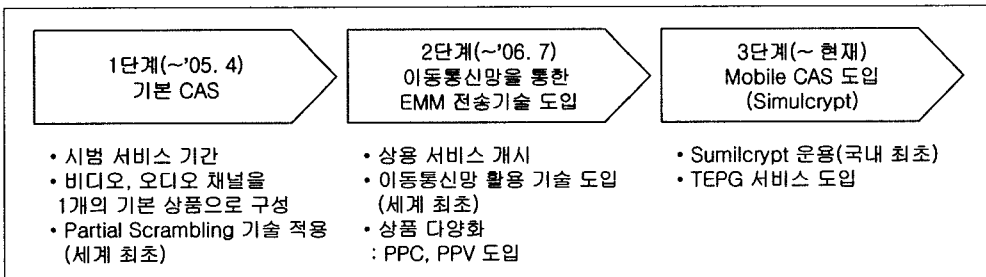 1단계(~'05. 4)
기본 CAS
2단계(~'06. 7)
이동통신망을 통한
EMM 전송기술 도입
3단계(~ 현재)
Mobile CAS 도입
(Simulcrypt)
• 시범 서비스 기간
• 비디오, 오디오 채널을
1개의 기본 상품으로 구성
• Partial Scrambling 기술 적용
(세계 최초)
• 상용 서비스 개시
• 이동통신망 활용 기술 도입
(세계 최초)
• 상품 다양화
: PPC, PPV 도입
• Sumilcrypt 운용(국내 최초)
• TEPG 서비스 도입